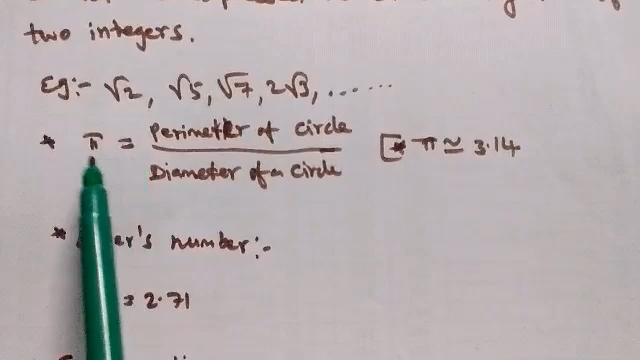 two integers.
Eg:- √2, √5, √7, 2√3, ......
* π = Perimeter of circle / Diameter of a circle [* π ≅ 3.14
* 's number:-
= 2.71